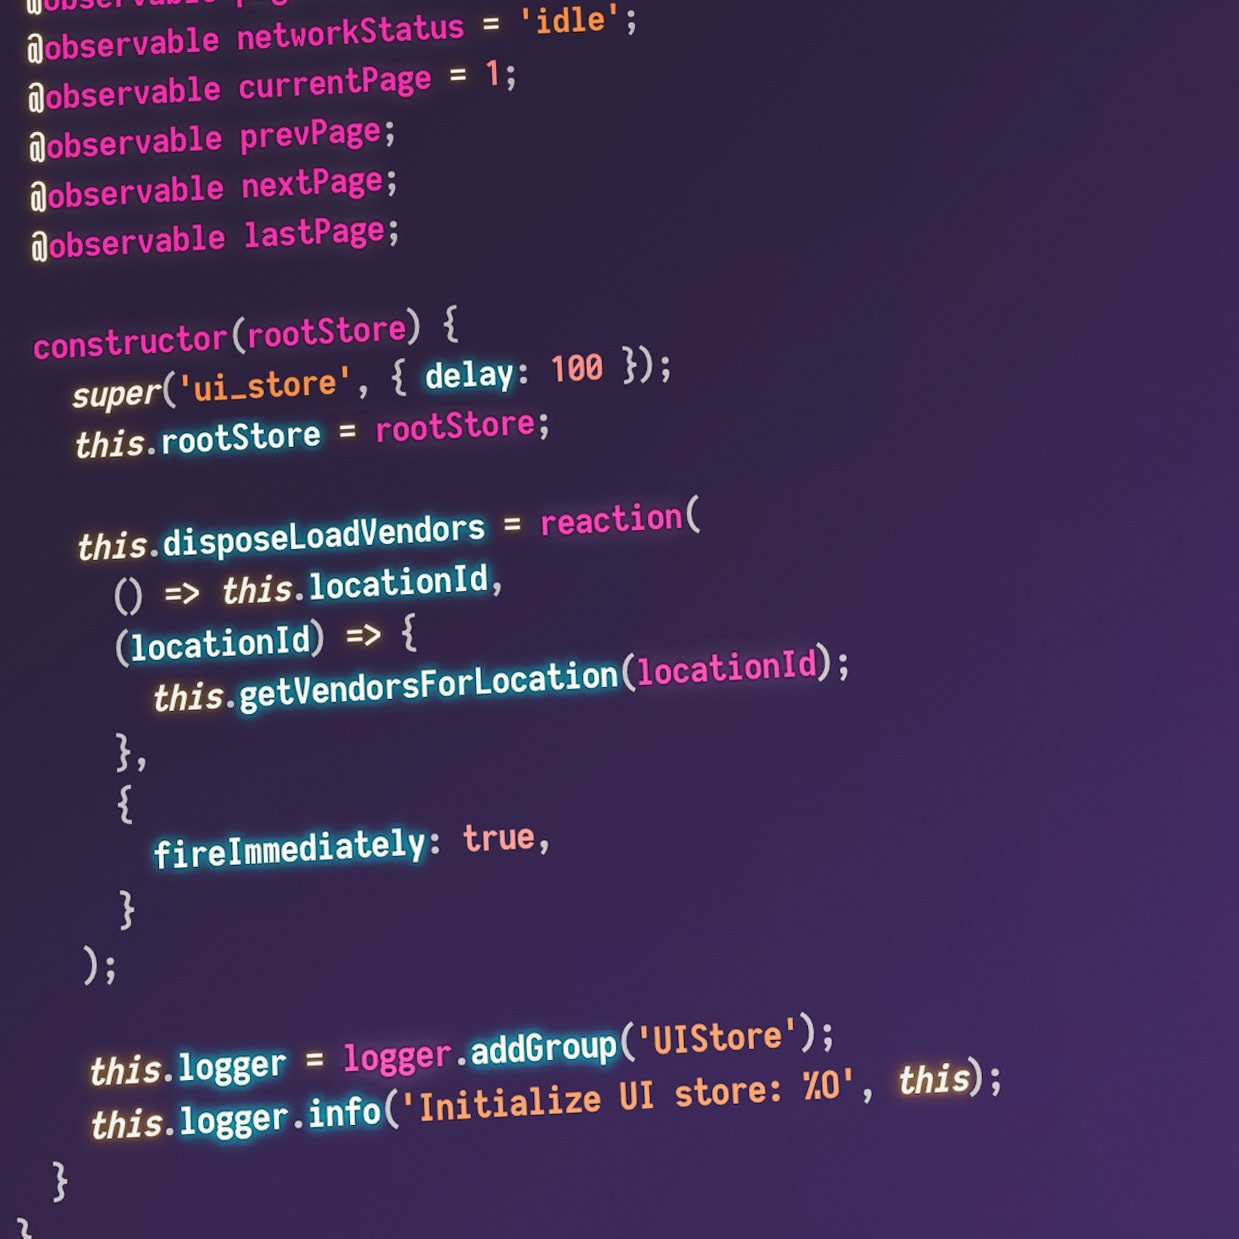 @observable
@observable networkStatus = 'idle';
@observable currentPage = 1;
@observable prevPage;
@observable nextPage;
@observable lastPage;
constructor(rootStore) {
super('ui_store', { delay: 100 });
this.rootStore = rootStore;
this.disposeLoadVendors = reaction(
() => this.locationId,
(locationId) => {
this.getVendorsForLocation(locationId);
},
{
fireImmediately: true,
}
);
this.logger = logger.addGroup('UIStore');
this.logger.info('Initialize UI store: %O', this);
}
}